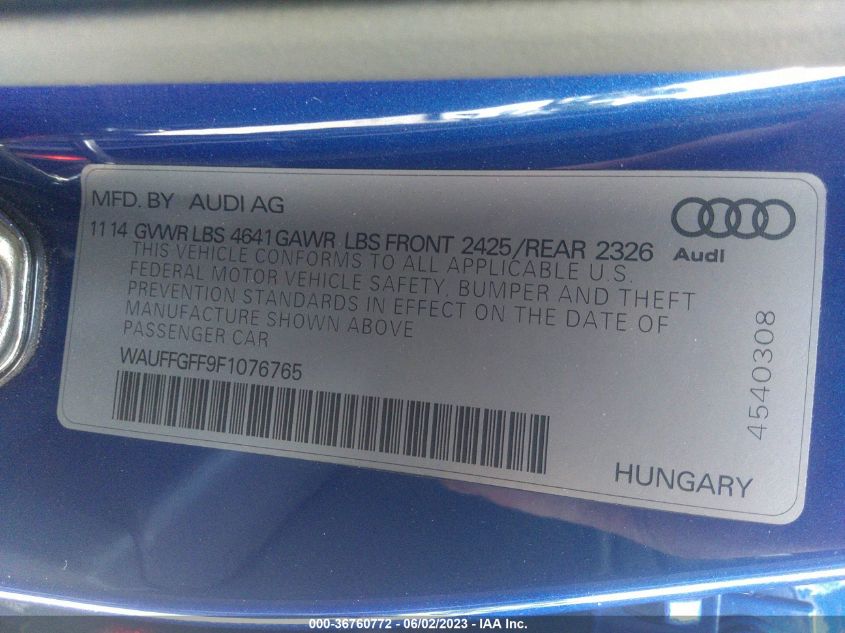 MFD. BY AUDI AG
11 14 GVWR LBS 4641 GAWR LBS FRONT 2425/REAR 2326
THIS VEHICLE CONFORMS TO ALL APPLICABLE U.S.
FEDERAL MOTOR VEHICLE SAFETY, BUMPER AND THEFT
PREVENTION STANDARDS IN EFFECT ON THE DATE OF
MANUFACTURE SHOWN ABOVE
PASSENGER CAR
WAUFFGFF9F1076765
Audi
4540308
HUNGARY
000-36760772 - 06/02/2023 - IAA Inc.